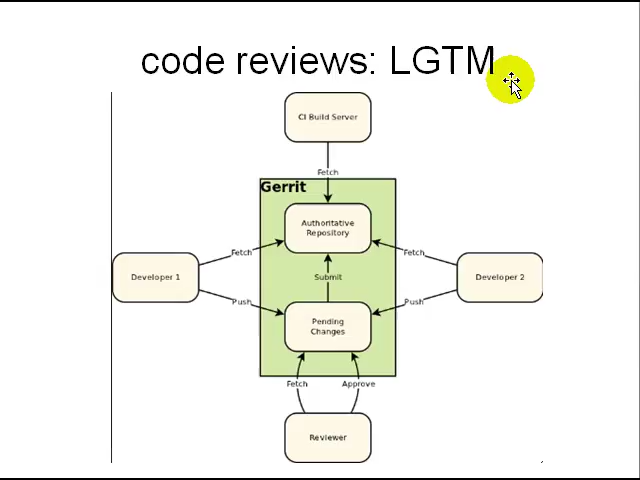 code reviews: LGTM
CI Build Server
Fetch
Gerrit
Authoritative
Repository
Fetch
Fetch
Developer 1
Submit
Developer 2
Push
Push
Pending
Changes
Fetch
Approve
Reviewer